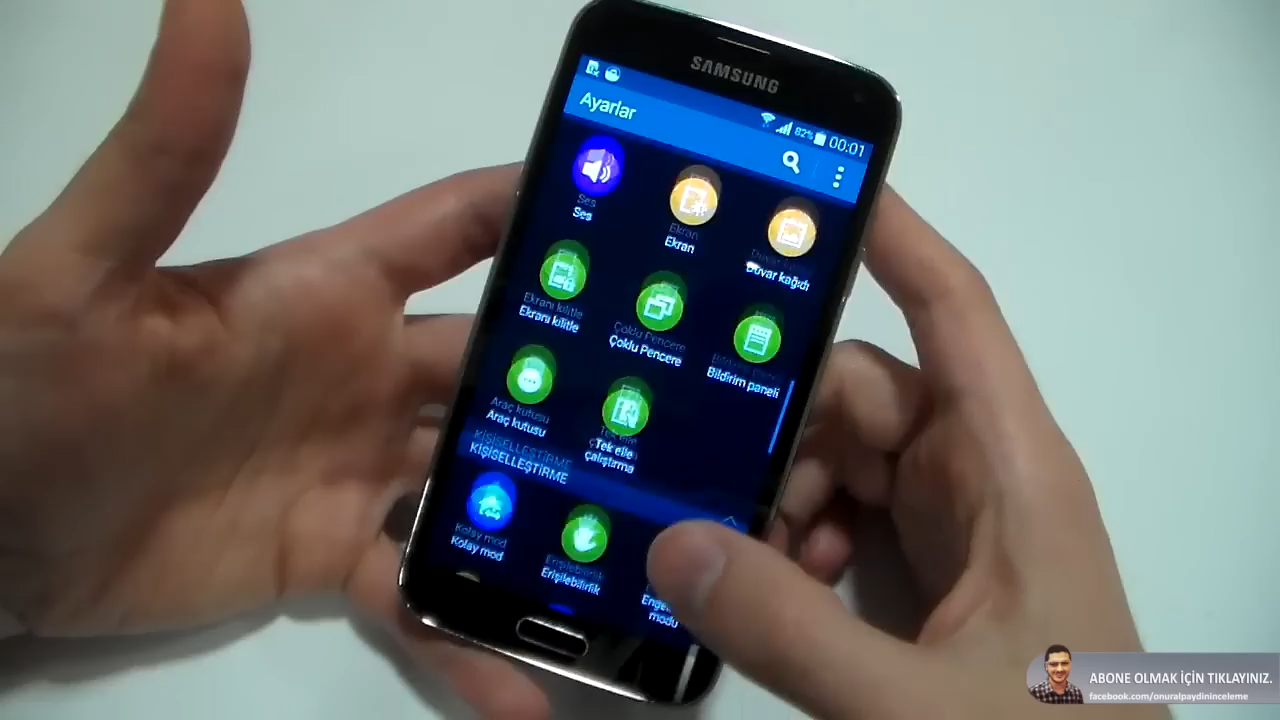 SAMSUNG
82% 00:01
Ayarlar
Ses
Ekran
Duvar kağıdı
Ekranı kilitle
Çoklu Pencere
Bildirim paneli
Araç kutusu
Tek elle
çalıştırma
KİŞİSELLEŞTİRME
Kolay mod
Erişilebilirlik
modu
ABONE OLMAK İÇİN TIKLAYINIZ.
facebook.com/onuralpaydininceleme